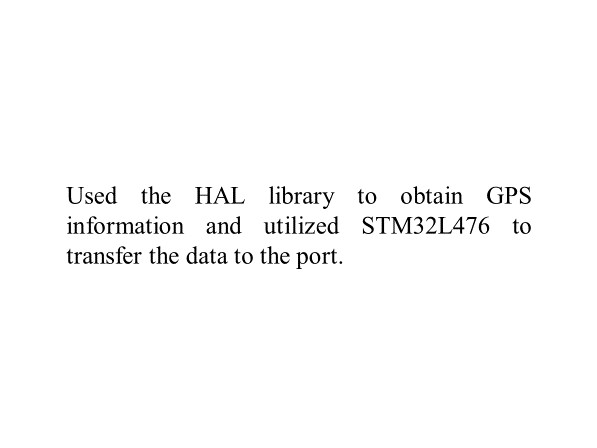 Used the HAL library to obtain GPS
information and utilized STM32L476 to
transfer the data to the port.